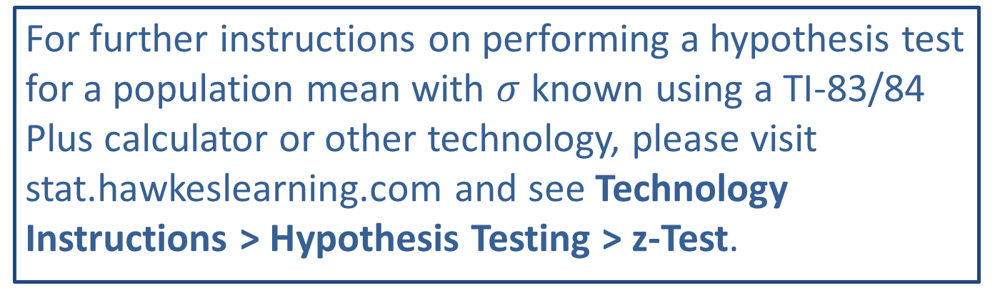 For further instructions on performing a hypothesis test
for a population mean with σ known using a TI-83/84
Plus calculator or other technology, please visit
stat.hawkeslearning.com and see Technology
Instructions > Hypothesis Testing > z-Test.